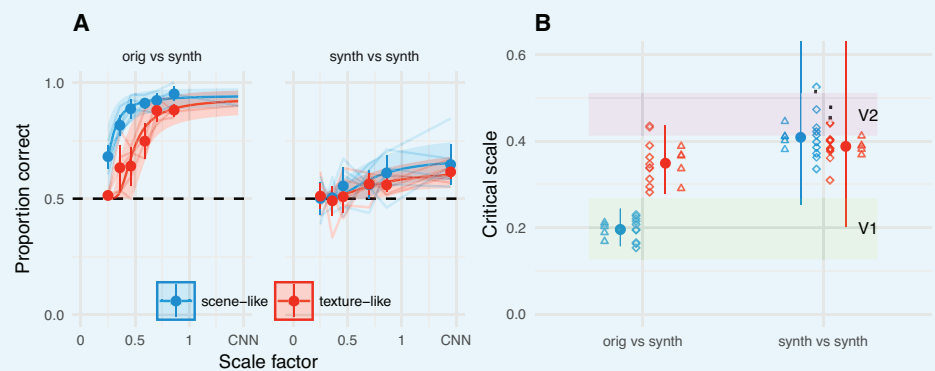 A
orig vs synth
synth vs synth
Proportion correct
1.0
0.5
0.0
scene−like
texture−like
0
0.5
1
CNN
0
0.5
1
CNN
Scale factor
B
Critical scale
0.6
0.4
0.2
0.0
V2
V1
orig vs synth
synth vs synth